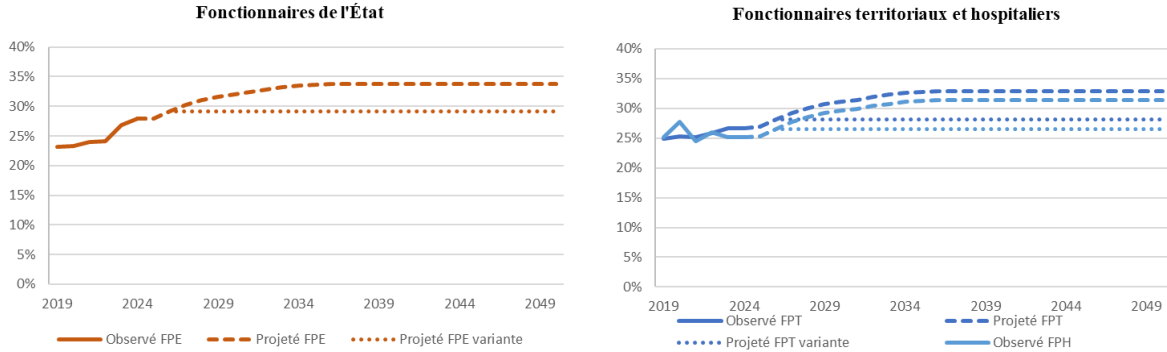 Fonctionnaires de l'État
40%
35%
30%
25%
20%
15%
10%
5%
0%
2019 2024 2029 2034 2039 2044 2049
Observé FPE Projeté FPE Projeté FPE variante
Fonctionnaires territoriaux et hospitaliers
40%
35%
30%
25%
20%
15%
10%
5%
0%
2019 2024 2029 2034 2039 2044 2049
Observé FPT Projeté FPT
Projeté FPT variante Observé FPH